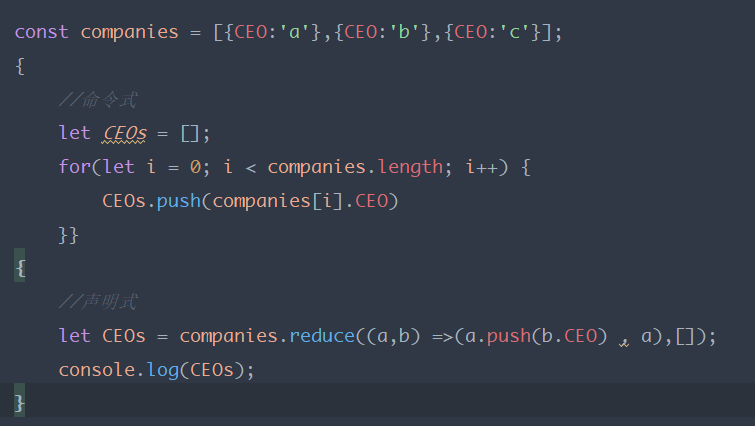 const companies = [{CEO:'a'},{CEO:'b'},{CEO:'c'}];
{
    //命令式
    let CEOs = [];
    for(let i = 0; i < companies.length; i++) {
        CEOs.push(companies[i].CEO)
    }}
{
    //声明式
    let CEOs = companies.reduce((a,b) =>(a.push(b.CEO) , a),[]);
    console.log(CEOs);
}